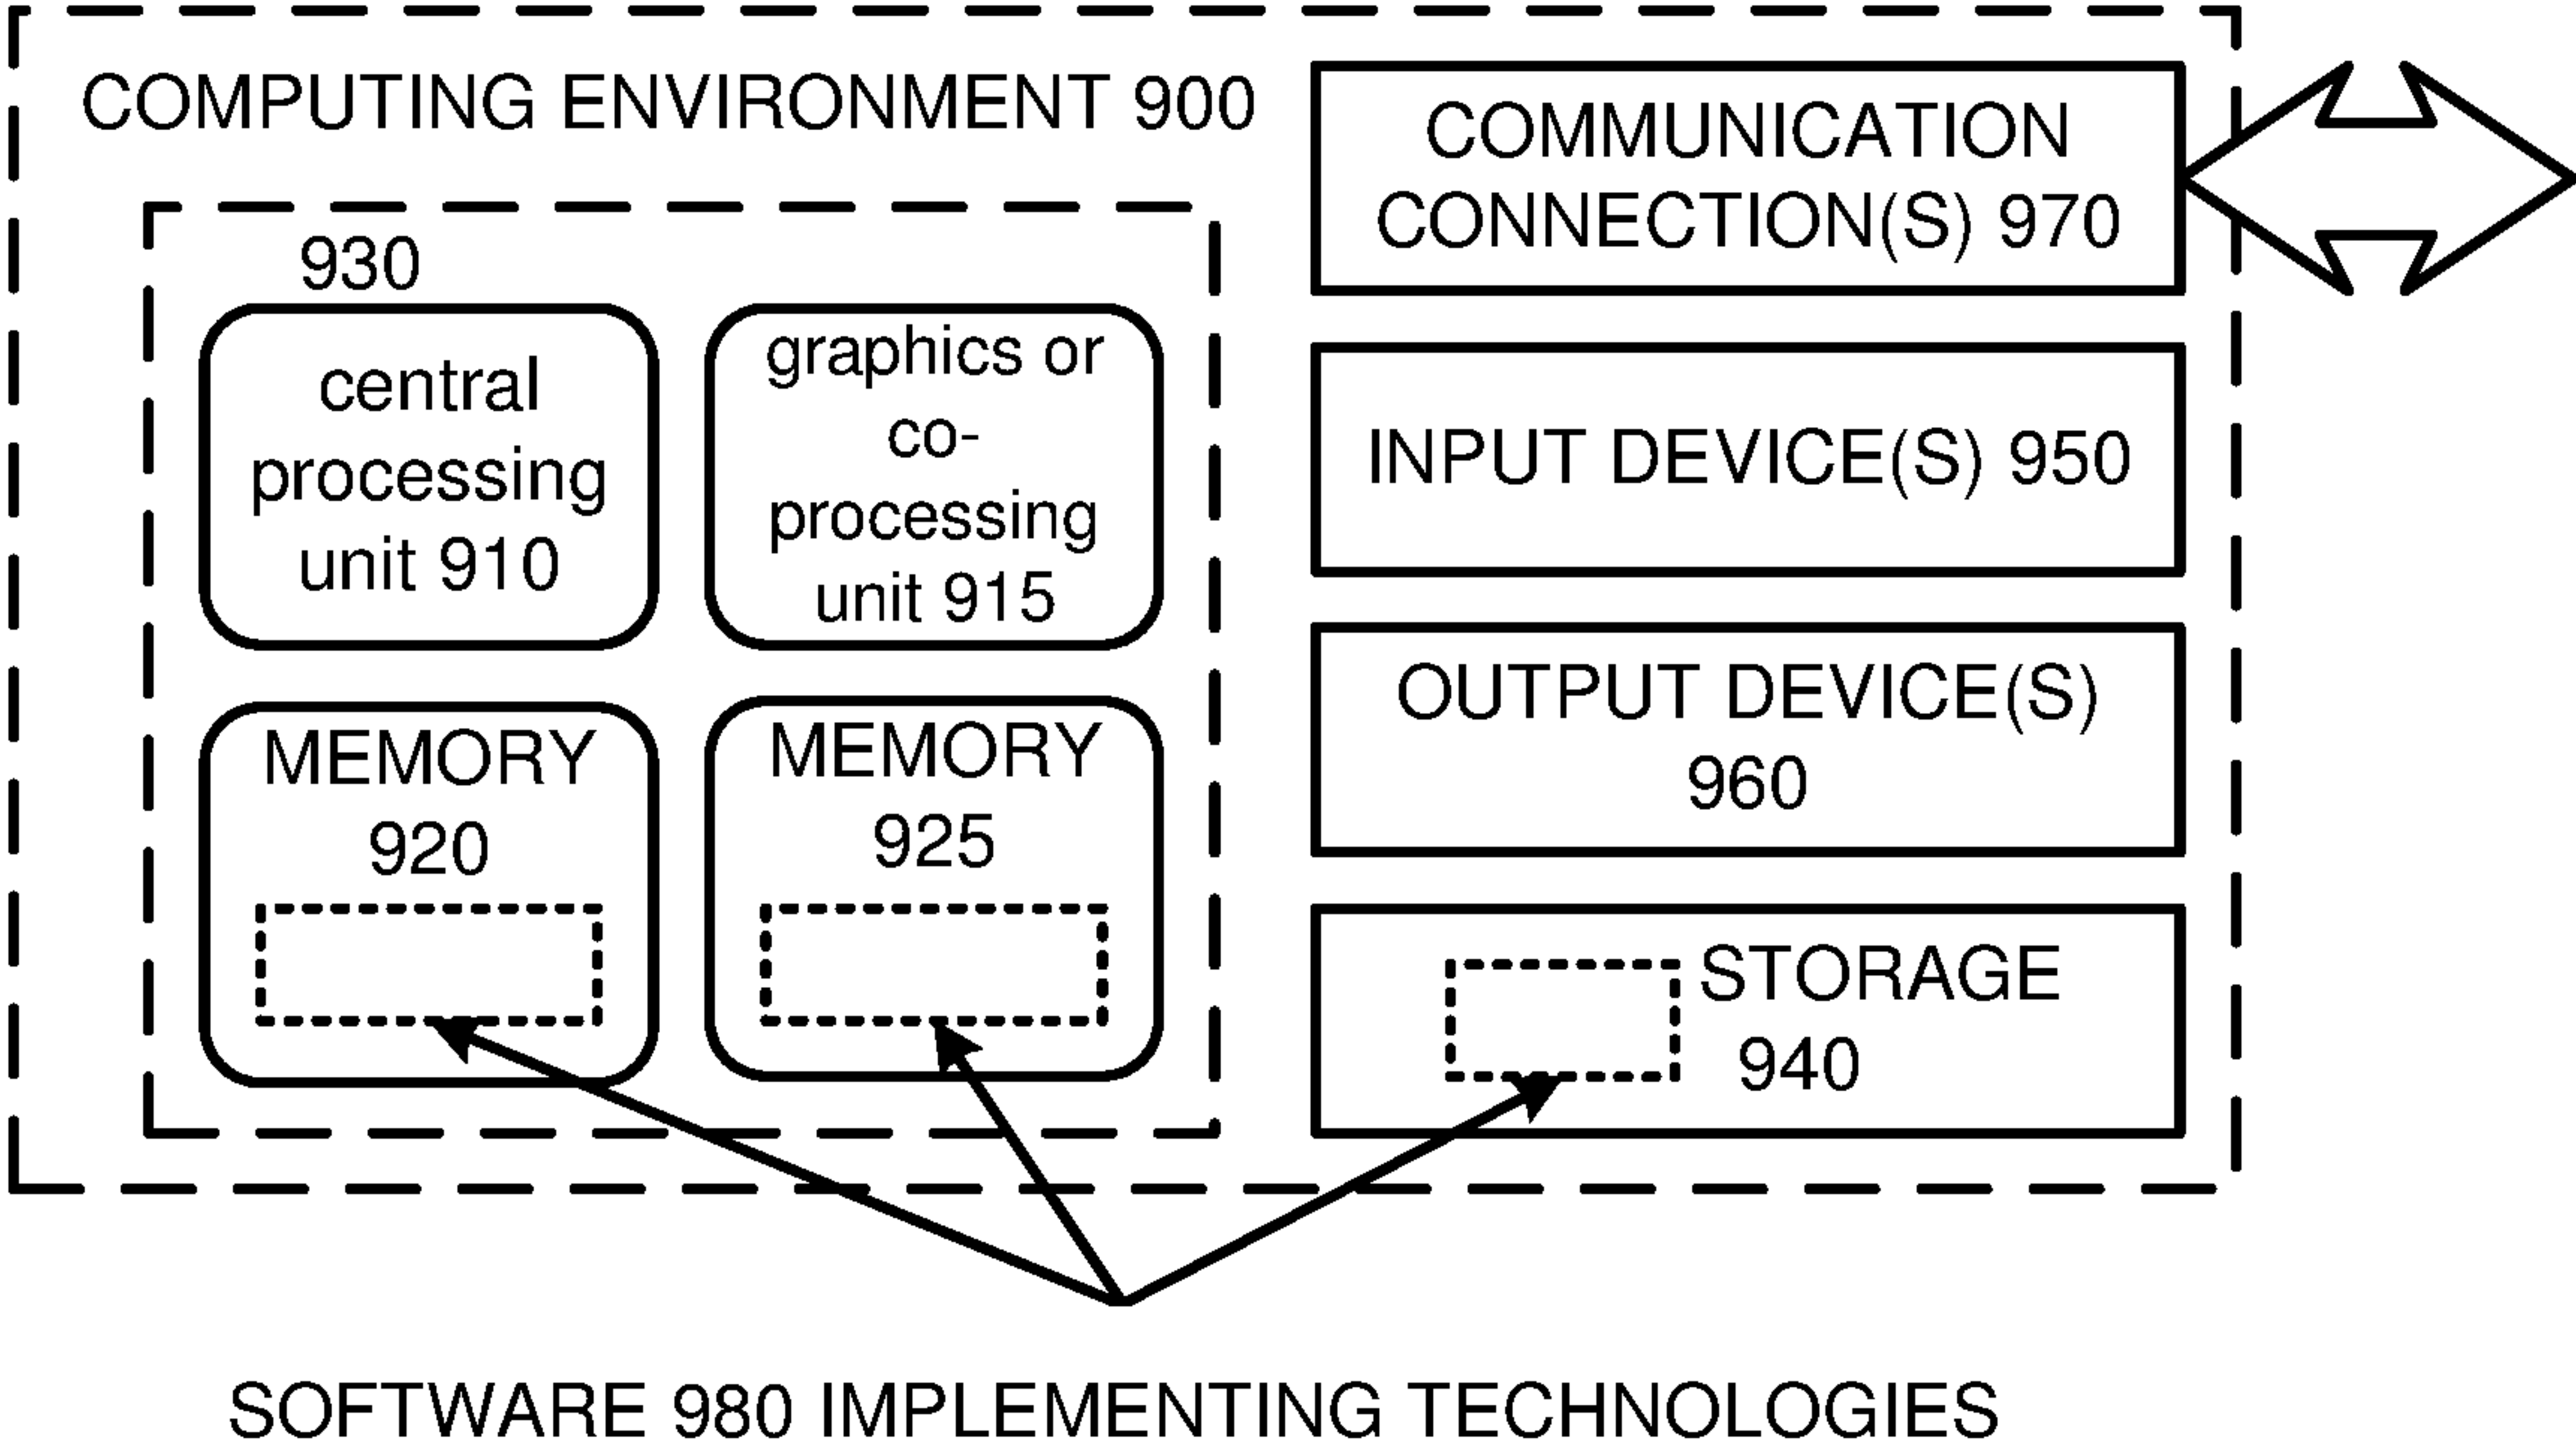 COMPUTING ENVIRONMENT 900
930
central
processing
unit 910
graphics or
co-
processing
unit 915
MEMORY
920
MEMORY
925
COMMUNICATION
CONNECTION(S) 970
INPUT DEVICE(S) 950
OUTPUT DEVICE(S)
960
STORAGE
940
SOFTWARE 980 IMPLEMENTING TECHNOLOGIES